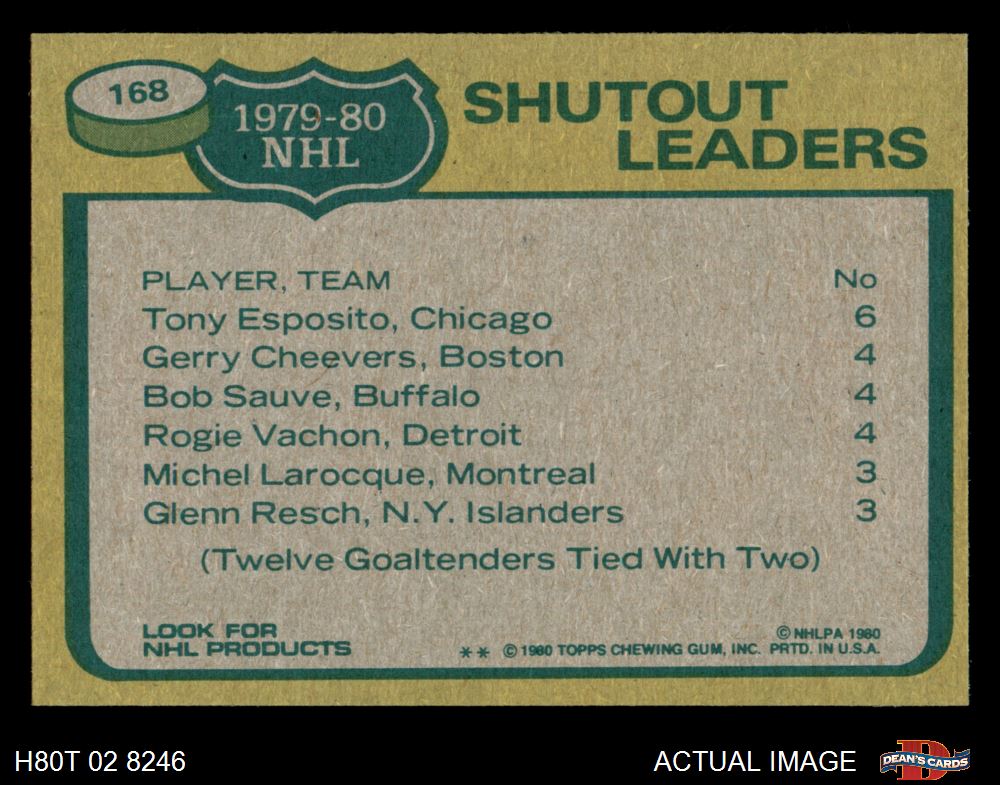 168
1979-80
NHL
SHUTOUT
LEADERS
PLAYER, TEAM No
Tony Esposito, Chicago 6
Gerry Cheevers, Boston 4
Bob Sauve, Buffalo 4
Rogie Vachon, Detroit 4
Michel Larocque, Montreal 3
Glenn Resch, N.Y. Islanders 3
(Twelve Goaltenders Tied With Two)
LOOK FOR
NHL PRODUCTS
© NHLPA 1980
** © 1980 TOPPS CHEWING GUM, INC. PRTD. IN U.S.A.
H80T 02 8246
ACTUAL IMAGE
D
DEAN'S CARDS